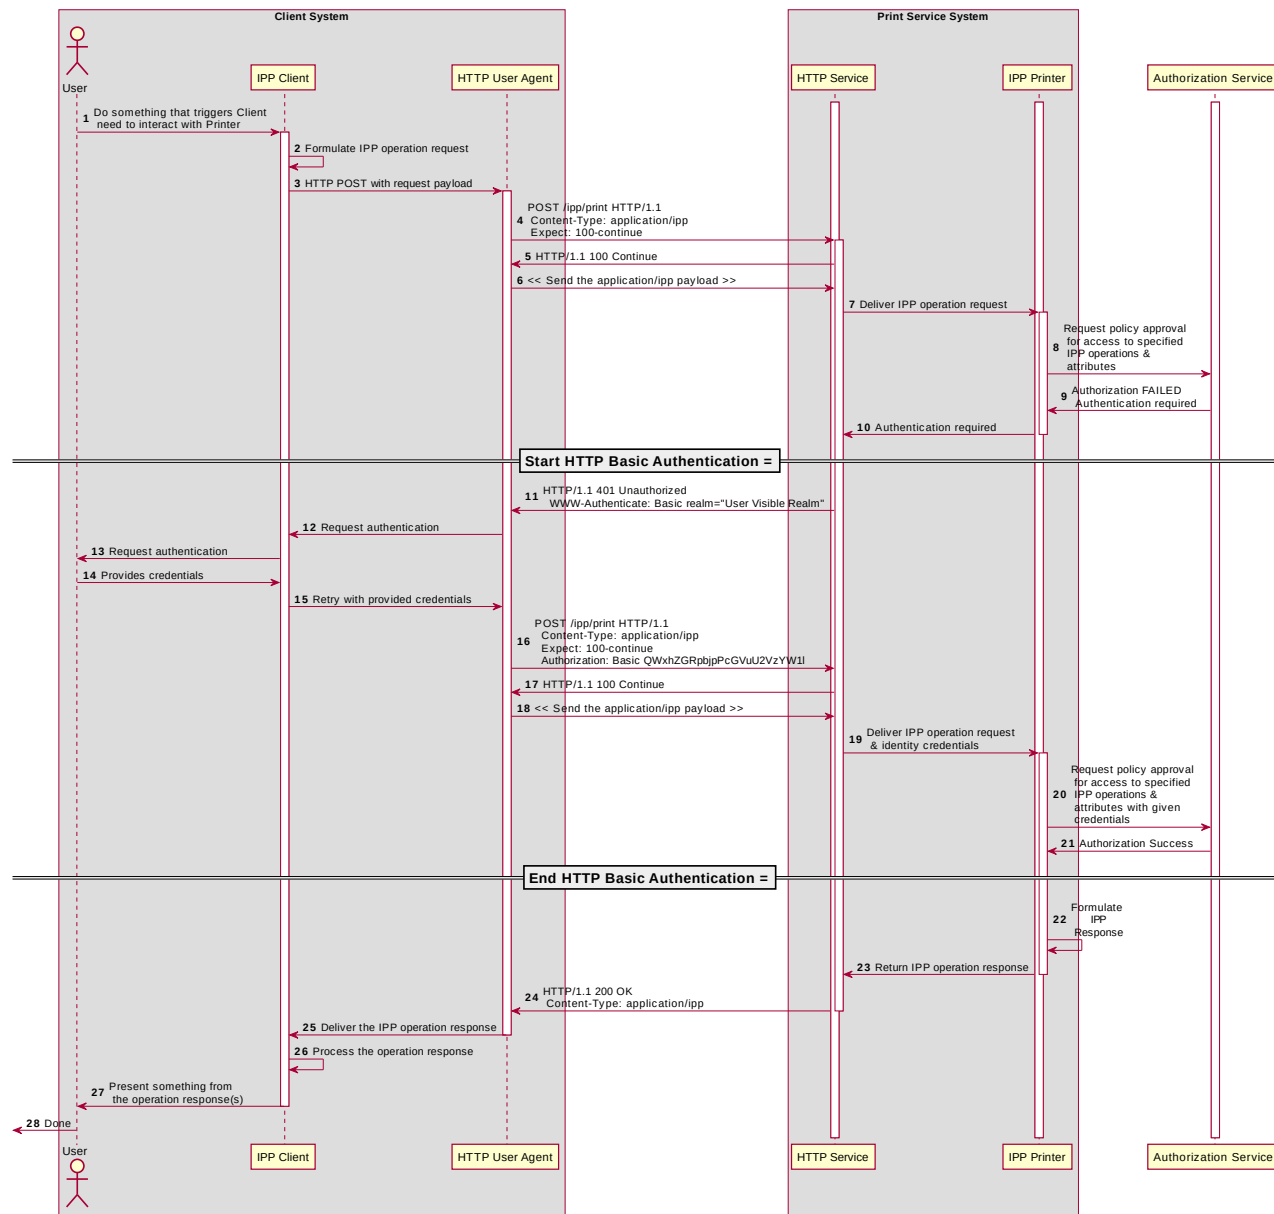 Client System
Print Service System
User
IPP Client
HTTP User Agent
HTTP Service
IPP Printer
Authorization Service
1 Do something that triggers Client
need to interact with Printer
2 Formulate IPP operation request
3 HTTP POST with request payload
4 POST /ipp/print HTTP/1.1
Content-Type: application/ipp
Expect: 100-continue
5 HTTP/1.1 100 Continue
6 << Send the application/ipp payload >>
7 Deliver IPP operation request
8 Request policy approval
for access to specified
IPP operations &
attributes
9 Authorization FAILED
Authentication required
10 Authentication required
Start HTTP Basic Authentication =
11 HTTP/1.1 401 Unauthorized
WWW-Authenticate: Basic realm="User Visible Realm"
12 Request authentication
13 Request authentication
14 Provides credentials
15 Retry with provided credentials
16 POST /ipp/print HTTP/1.1
Content-Type: application/ipp
Expect: 100-continue
Authorization: Basic QWxhZGRpbjpPcGVuU2VzYW1l
17 HTTP/1.1 100 Continue
18 << Send the application/ipp payload >>
19 Deliver IPP operation request
& identity credentials
20 Request policy approval
for access to specified
IPP operations &
attributes with given
credentials
21 Authorization Success
End HTTP Basic Authentication =
22 Formulate
IPP
Response
23 Return IPP operation response
24 HTTP/1.1 200 OK
Content-Type: application/ipp
25 Deliver the IPP operation response
26 Process the operation response
27 Present something from
the operation response(s)
28 Done
User
IPP Client
HTTP User Agent
HTTP Service
IPP Printer
Authorization Service